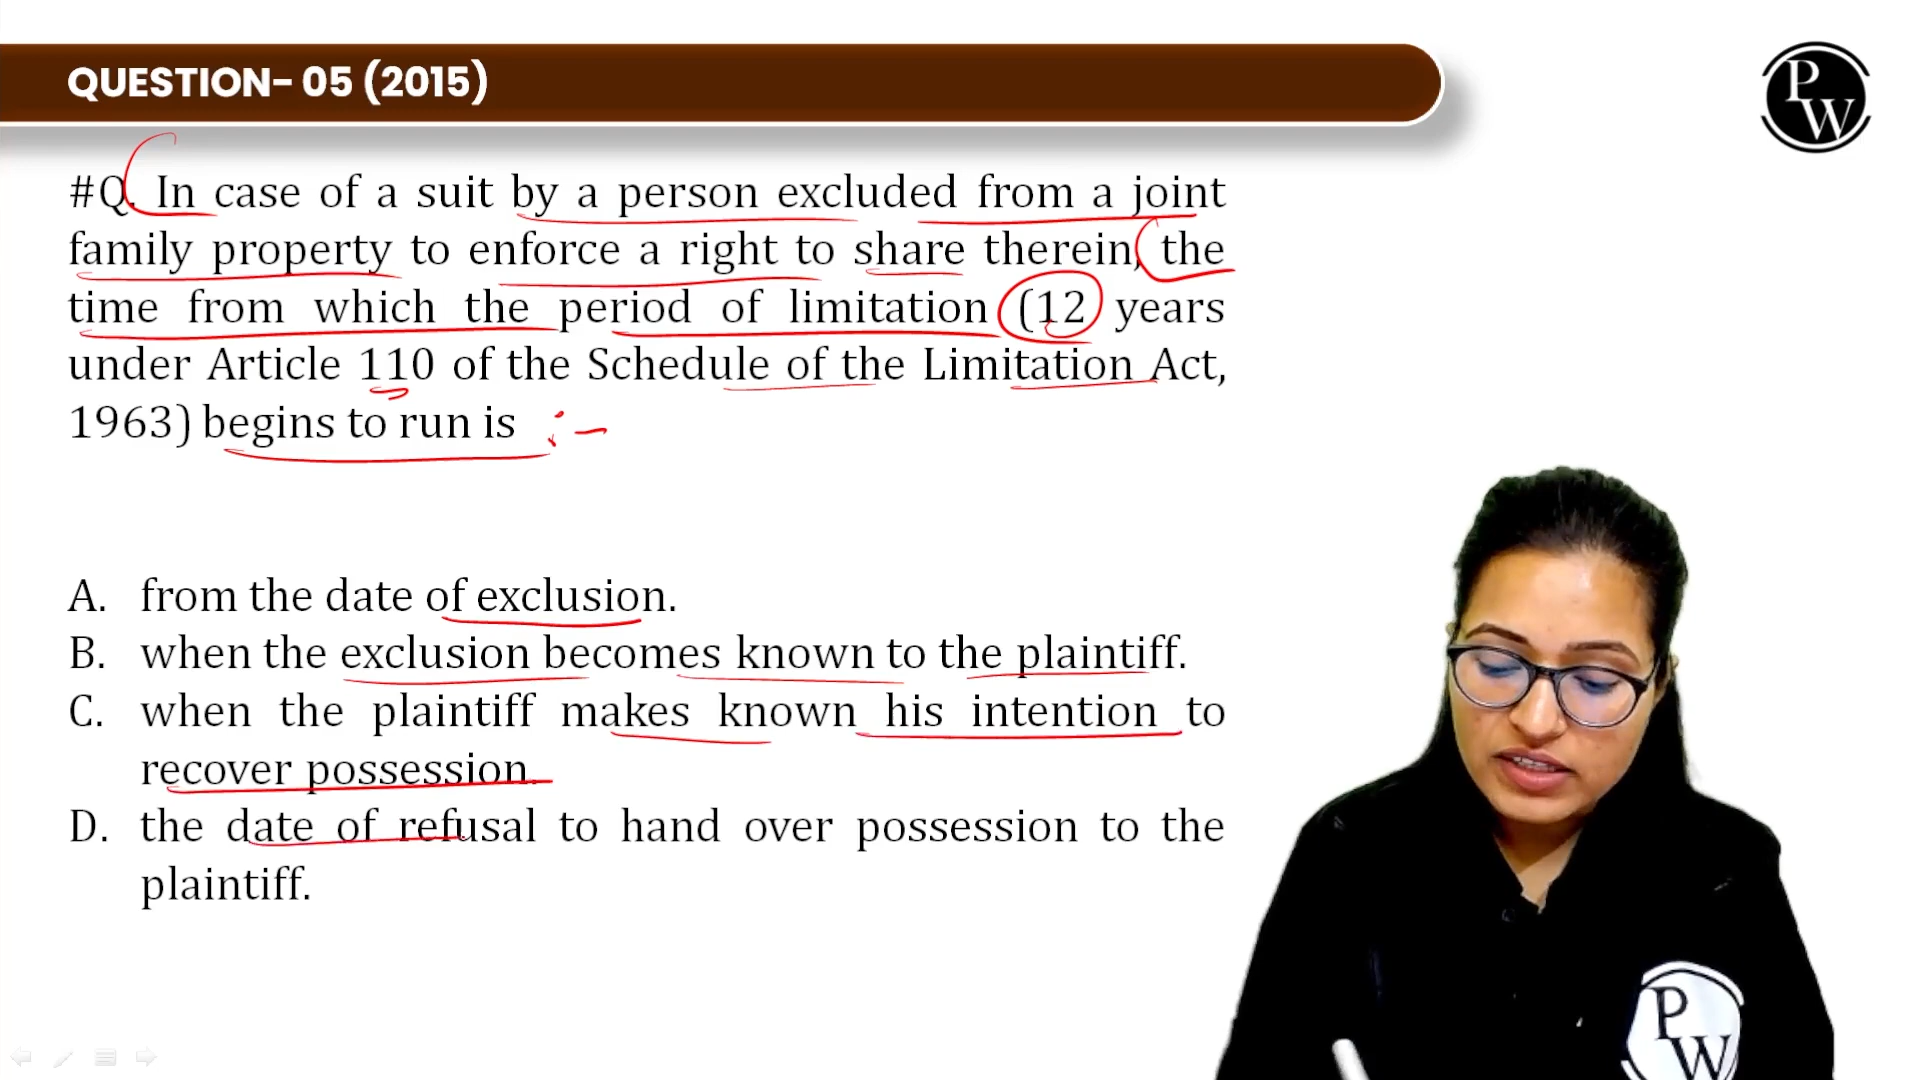 QUESTION- 05 (2015)
PW
#Q. In case of a suit by a person excluded from a joint
family property to enforce a right to share therein, the
time from which the period of limitation (12 years
under Article 110 of the Schedule of the Limitation Act,
1963) begins to run is :-
A. from the date of exclusion.
B. when the exclusion becomes known to the plaintiff.
C. when the plaintiff makes known his intention to
recover possession.
D. the date of refusal to hand over possession to the
plaintiff.
PW